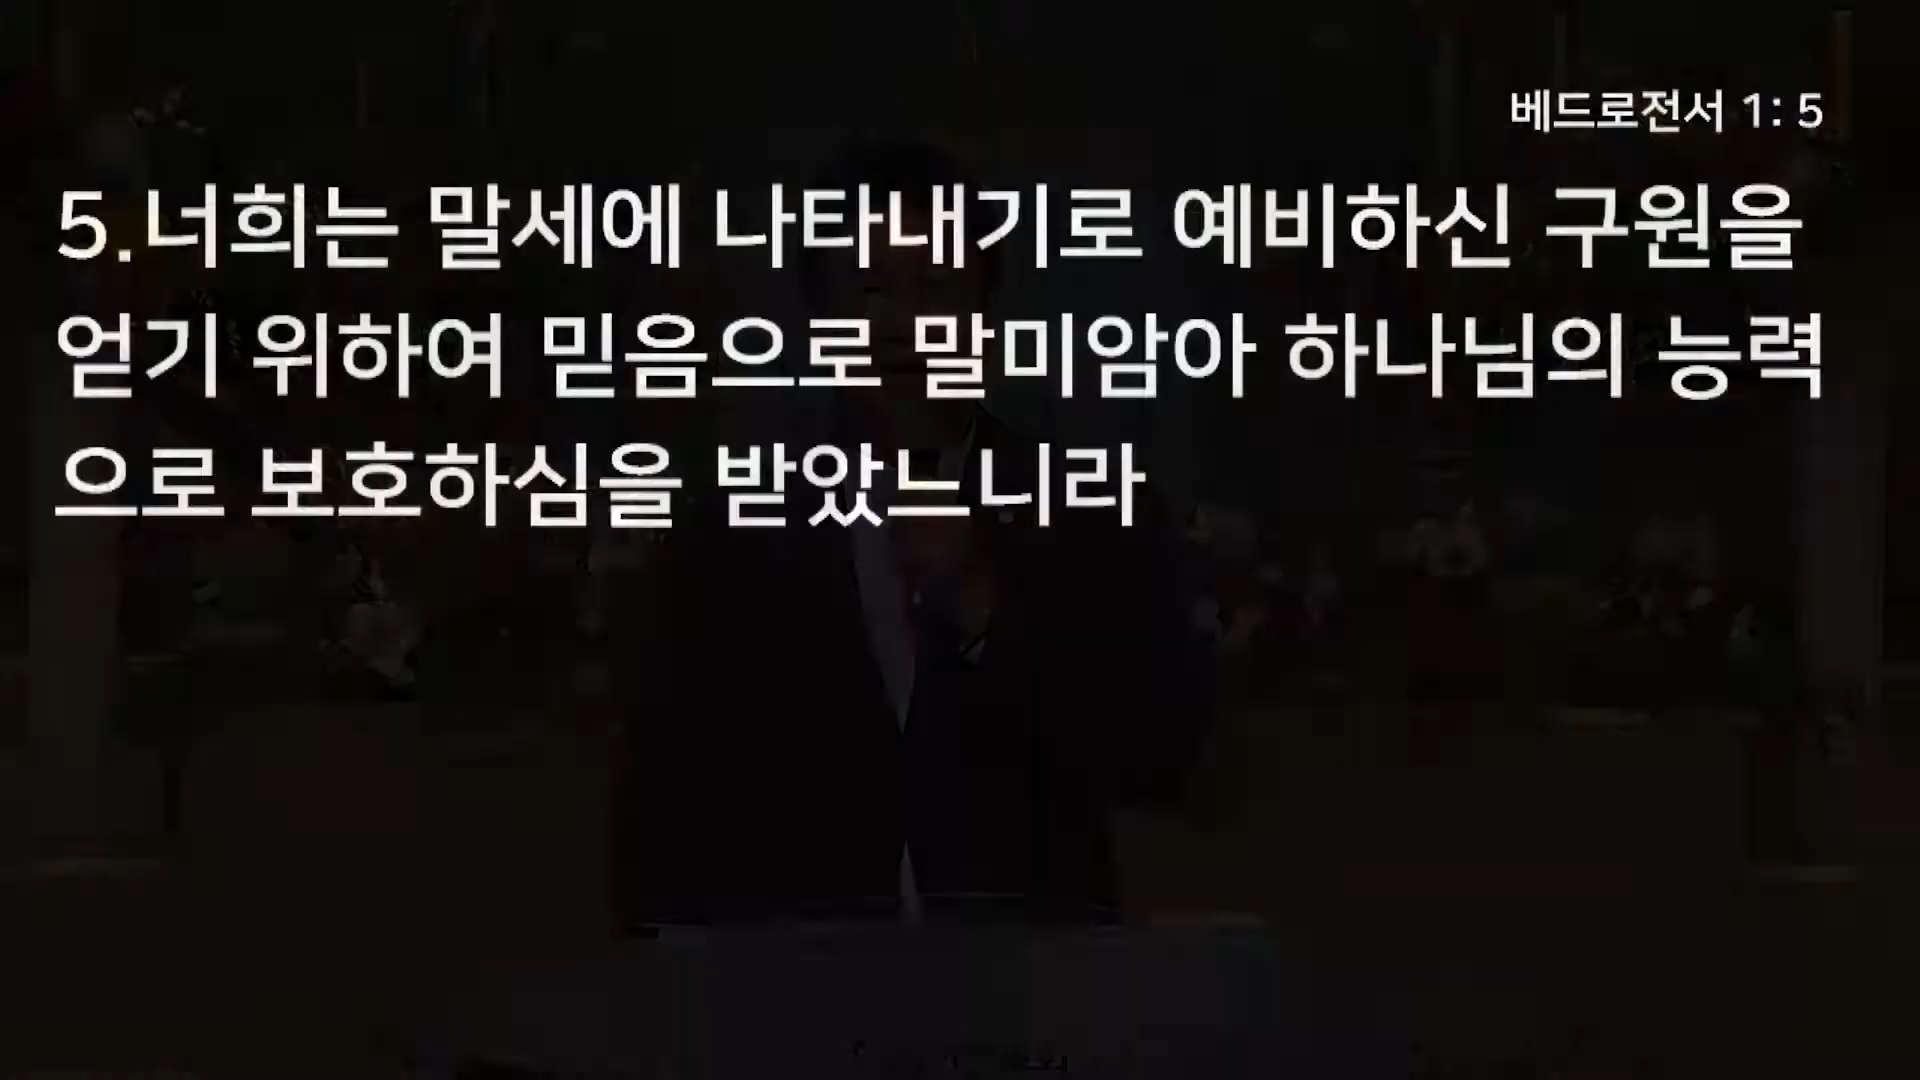 베드로전서 1: 5
5.너희는 말세에 나타내기로 예비하신 구원을
얻기 위하여 믿음으로 말미암아 하나님의 능력
으로 보호하심을 받았느니라